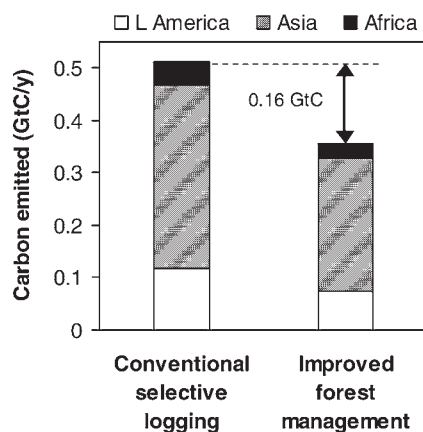 L America Asia Africa
Carbon emitted (GtC/y)
0.5
0.4
0.3
0.2
0.1
0
0.16 GtC
Conventional
selective
logging
Improved
forest
management